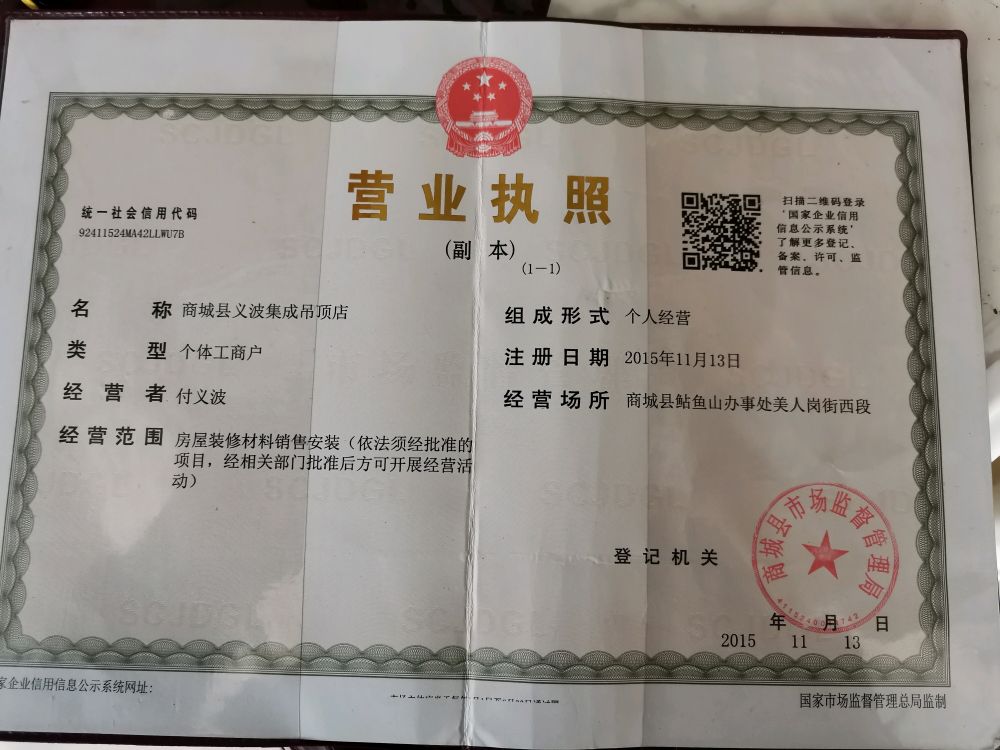 营业执照
(副 本)
(1-1)
统一社会信用代码
92411524MA42LLWU7B
扫描二维码登录
'国家企业信用
信息公示系统'
了解更多登记、
备案、许可、监
管信息。
名 称 商城县义波集成吊顶店
类 型 个体工商户
经营者 付义波
经营范围 房屋装修材料销售安装（依法须经批准的
项目，经相关部门批准后方可开展经营活
动）
组成形式 个人经营
注册日期 2015年11月13日
经营场所 商城县鲇鱼山办事处美人岗街西段
登记机关
商城县市场监督管理局
年 月 日
2015 11 13
家企业信用信息公示系统网址:
国家市场监督管理总局监制